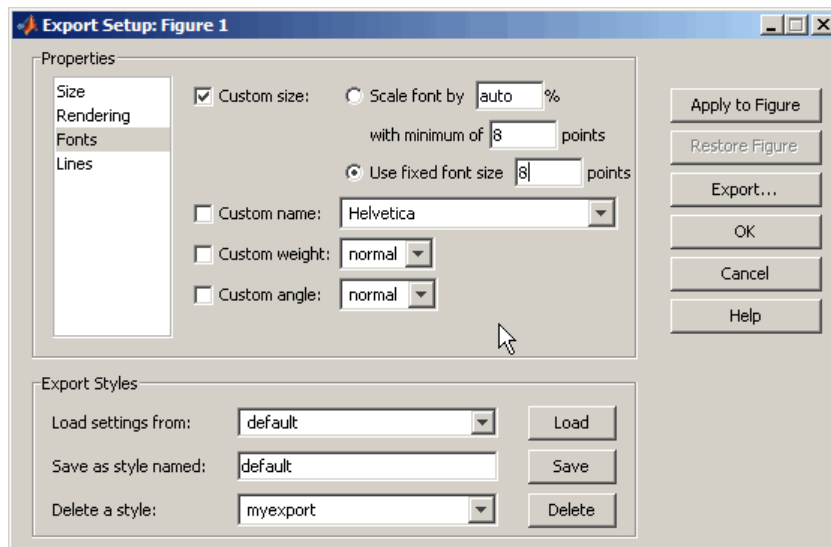 Export Setup: Figure 1
Properties
Size
Rendering
Fonts
Lines
Custom size:
Scale font by auto %
with minimum of 8 points
Use fixed font size 8 points
Custom name: Helvetica
Custom weight: normal
Custom angle: normal
Apply to Figure
Restore Figure
Export...
OK
Cancel
Help
Export Styles
Load settings from: default Load
Save as style named: default Save
Delete a style: myexport Delete